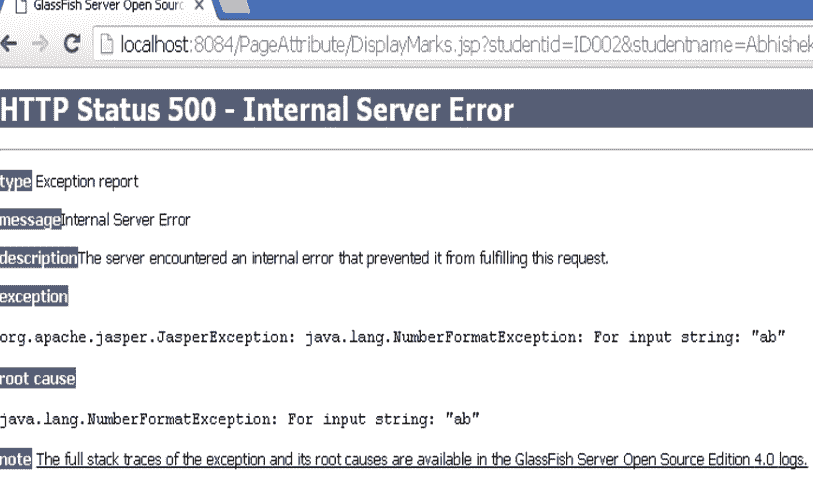 GlassFish Server Open Sourc
localhost:8084/PageAttribute/DisplayMarks.jsp?studentid=ID002&studentname=Abhishek
HTTP Status 500 - Internal Server Error
type Exception report
messageInternal Server Error
descriptionThe server encountered an internal error that prevented it from fulfilling this request.
exception
org.apache.jasper.JasperException: java.lang.NumberFormatException: For input string: "ab"
root cause
java.lang.NumberFormatException: For input string: "ab"
note The full stack traces of the exception and its root causes are available in the GlassFish Server Open Source Edition 4.0 logs.